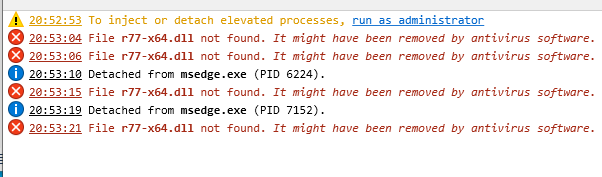 20:52:53 To inject or detach elevated processes, run as administrator
20:53:04 File r77-x64.dll not found. It might have been removed by antivirus software.
20:53:06 File r77-x64.dll not found. It might have been removed by antivirus software.
20:53:10 Detached from msedge.exe (PID 6224).
20:53:15 File r77-x64.dll not found. It might have been removed by antivirus software.
20:53:19 Detached from msedge.exe (PID 7152).
20:53:21 File r77-x64.dll not found. It might have been removed by antivirus software.